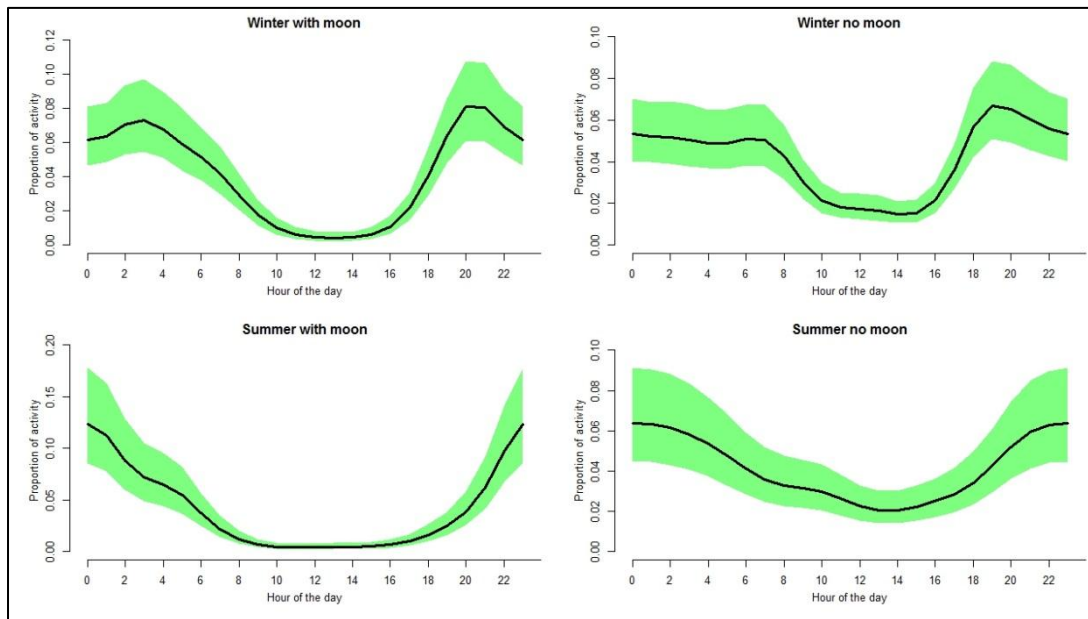 Winter with moon
Proportion of activity
0.00 0.02 0.04 0.06 0.08 0.10 0.12
0 2 4 6 8 10 12 14 16 18 20 22
Hour of the day
Winter no moon
Proportion of activity
0.00 0.02 0.04 0.06 0.08 0.10
0 2 4 6 8 10 12 14 16 18 20 22
Hour of the day
Summer with moon
Proportion of activity
0.00 0.05 0.10 0.15 0.20
0 2 4 6 8 10 12 14 16 18 20 22
Hour of the day
Summer no moon
Proportion of activity
0.00 0.02 0.04 0.06 0.08 0.10
0 2 4 6 8 10 12 14 16 18 20 22
Hour of the day